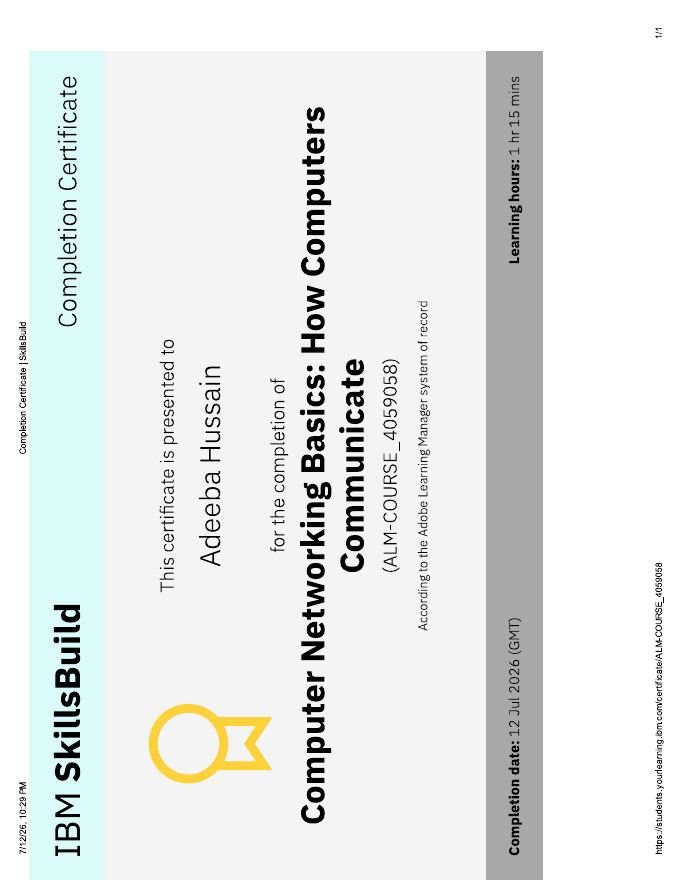 7/12/26, 10:29 PM
Completion Certificate | SkillsBuild
IBM SkillsBuild
Completion Certificate
This certificate is presented to
Adeeba Hussain
for the completion of
Computer Networking Basics: How Computers
Communicate
(ALM-COURSE_4059058)
According to the Adobe Learning Manager system of record
Completion date: 12 Jul 2026 (GMT)
Learning hours: 1 hr 15 mins
https://students.yourlearning.ibm.com/certificate/ALM-COURSE_4059058
1/1